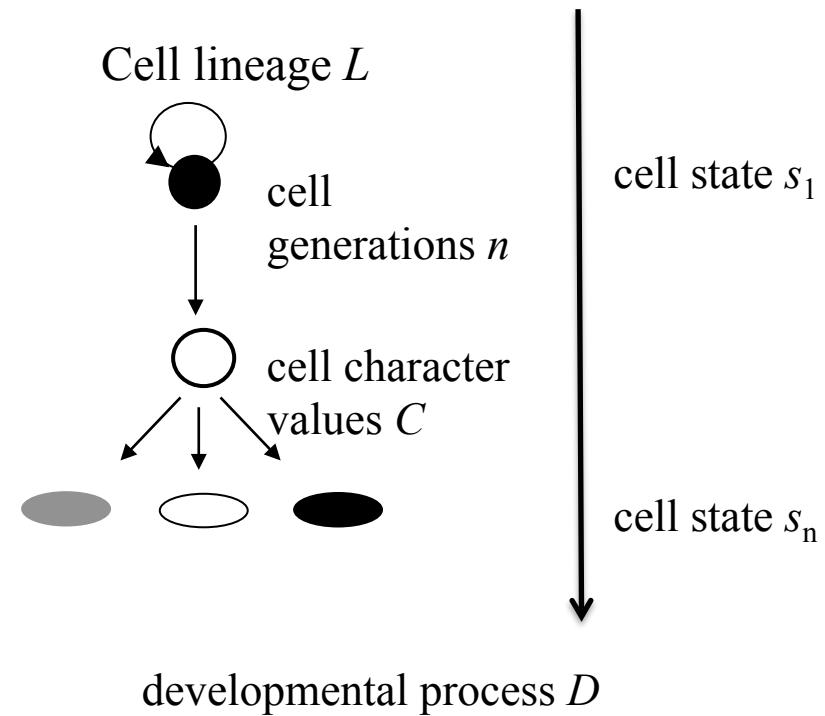 Cell lineage L
cell state s1
cell
generations n
cell character
values C
cell state sn
developmental process D